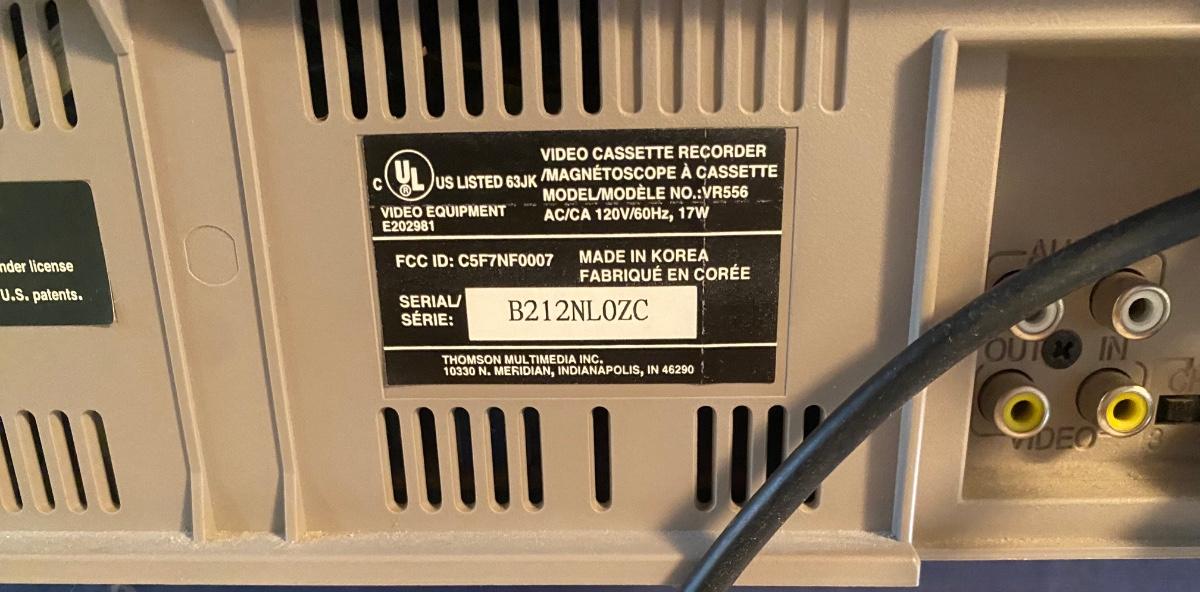 nder license
U.S. patents.
C UL ® US LISTED 63JK
VIDEO EQUIPMENT
E202981
VIDEO CASSETTE RECORDER
/MAGNÉTOSCOPE À CASSETTE
MODEL/MODÈLE NO.:VR556
AC/CA 120V/60Hz, 17W
FCC ID: C5F7NF0007
MADE IN KOREA
FABRIQUÉ EN CORÉE
SERIAL/
SÉRIE:
B212NL0ZC
THOMSON MULTIMEDIA INC.
10330 N. MERIDIAN, INDIANAPOLIS, IN 46290
OUT IN
VIDEO
3